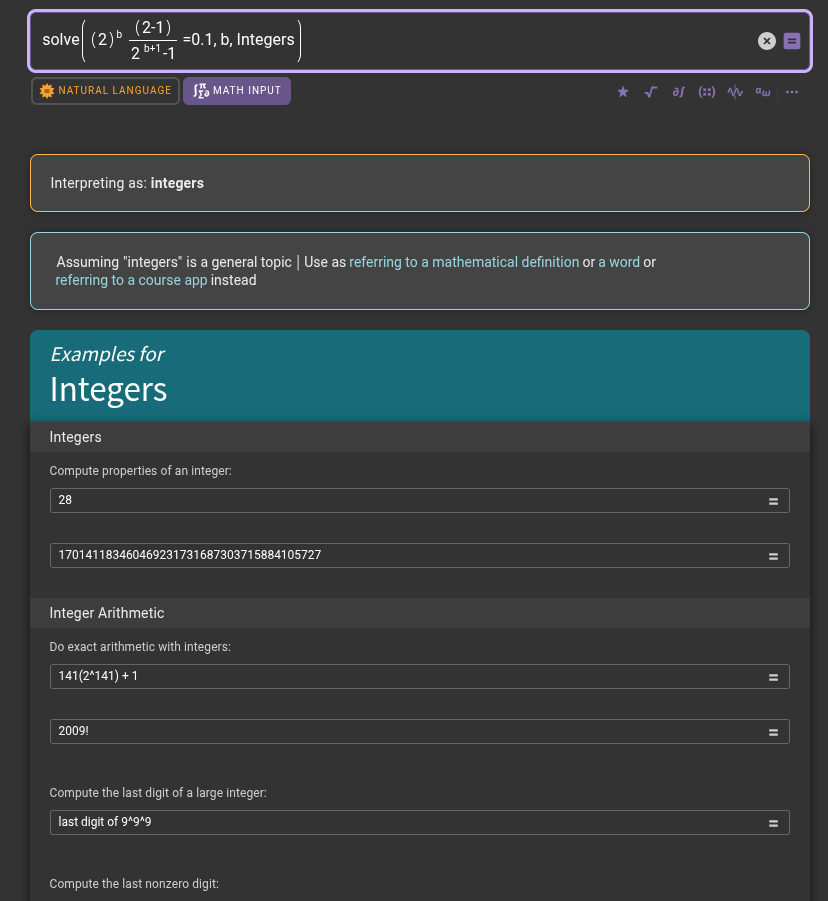 solve((2)^b (2-1)/(2^(b+1)-1) =0.1, b, Integers)
NATURAL LANGUAGE
MATH INPUT
Interpreting as: integers
Assuming "integers" is a general topic | Use as referring to a mathematical definition or a word or
referring to a course app instead
Examples for
Integers
Integers
Compute properties of an integer:
28
=
170141183460469231731687303715884105727
=
Integer Arithmetic
Do exact arithmetic with integers:
141(2^141) + 1
=
2009!
=
Compute the last digit of a large integer:
last digit of 9^9^9
=
Compute the last nonzero digit: